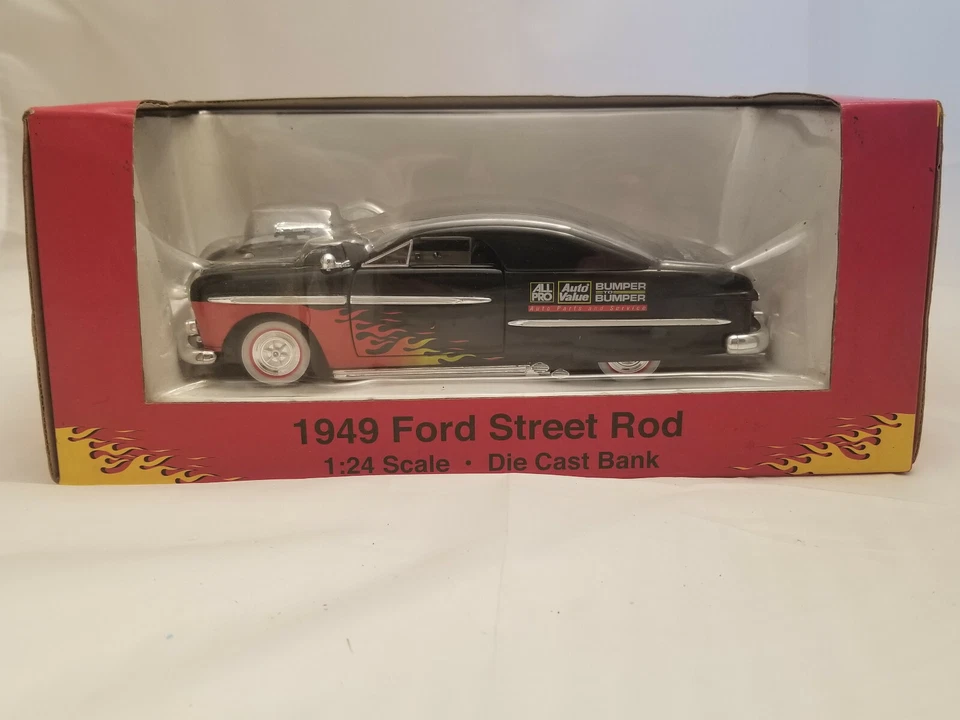 ALL PRO
Auto Value
BUMPER TO BUMPER
Auto Parts and Service
1949 Ford Street Rod
1:24 Scale • Die Cast Bank